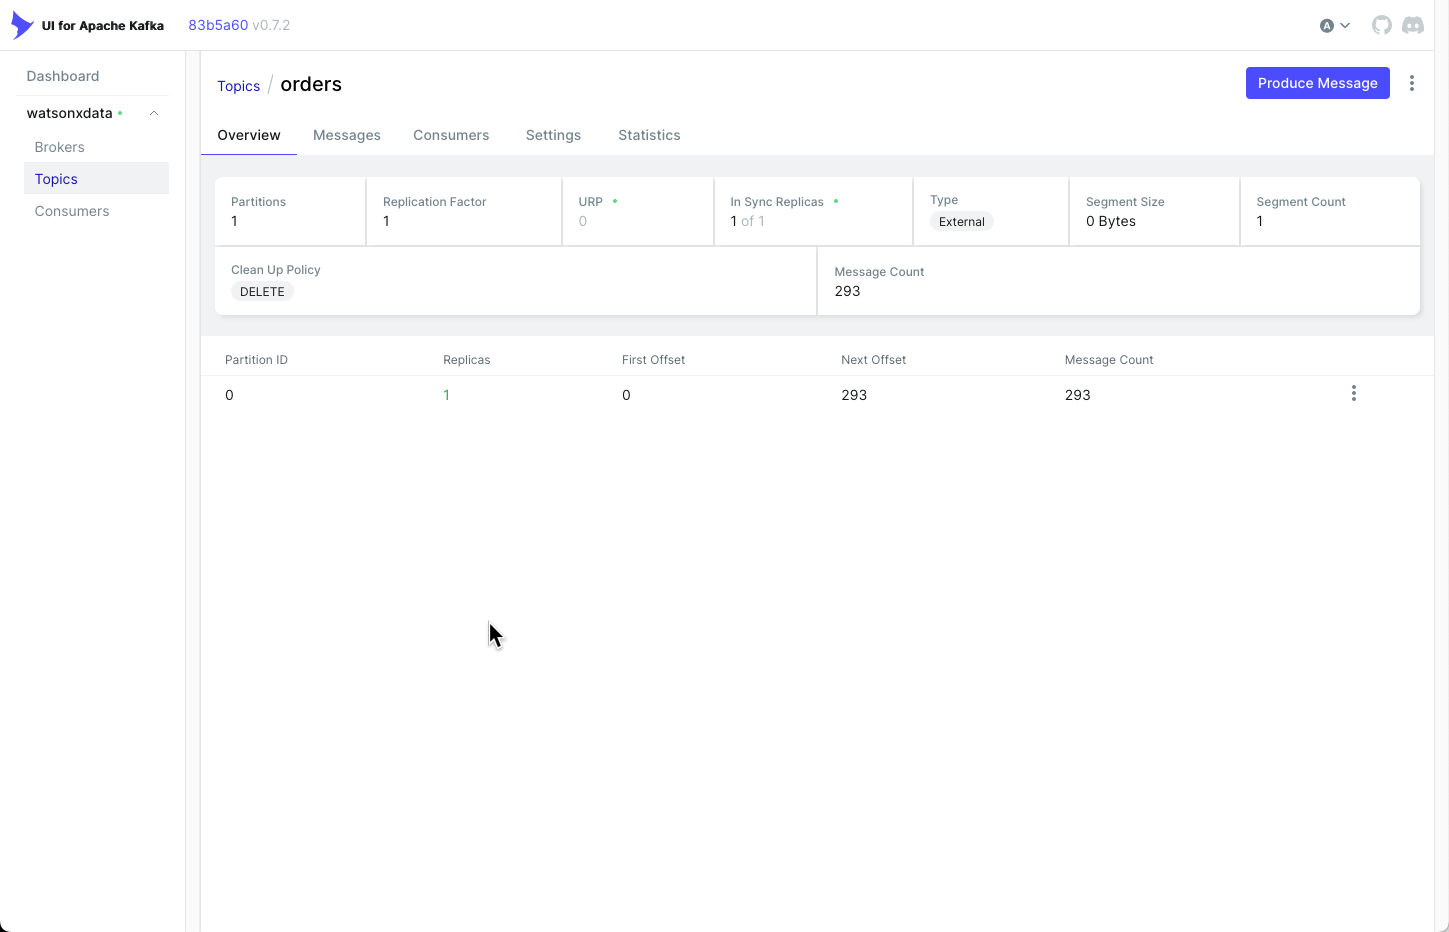 UI for Apache Kafka 83b5a60 v0.7.2 A
Dashboard
watsonxdata
Brokers
Topics
Consumers
Topics / orders
Produce Message
Overview Messages Consumers Settings Statistics
Partitions Replication Factor URP In Sync Replicas Type Segment Size Segment Count
1 1 0 1 of 1 External 0 Bytes 1
Clean Up Policy Message Count
DELETE 293
Partition ID Replicas First Offset Next Offset Message Count
0 1 0 293 293